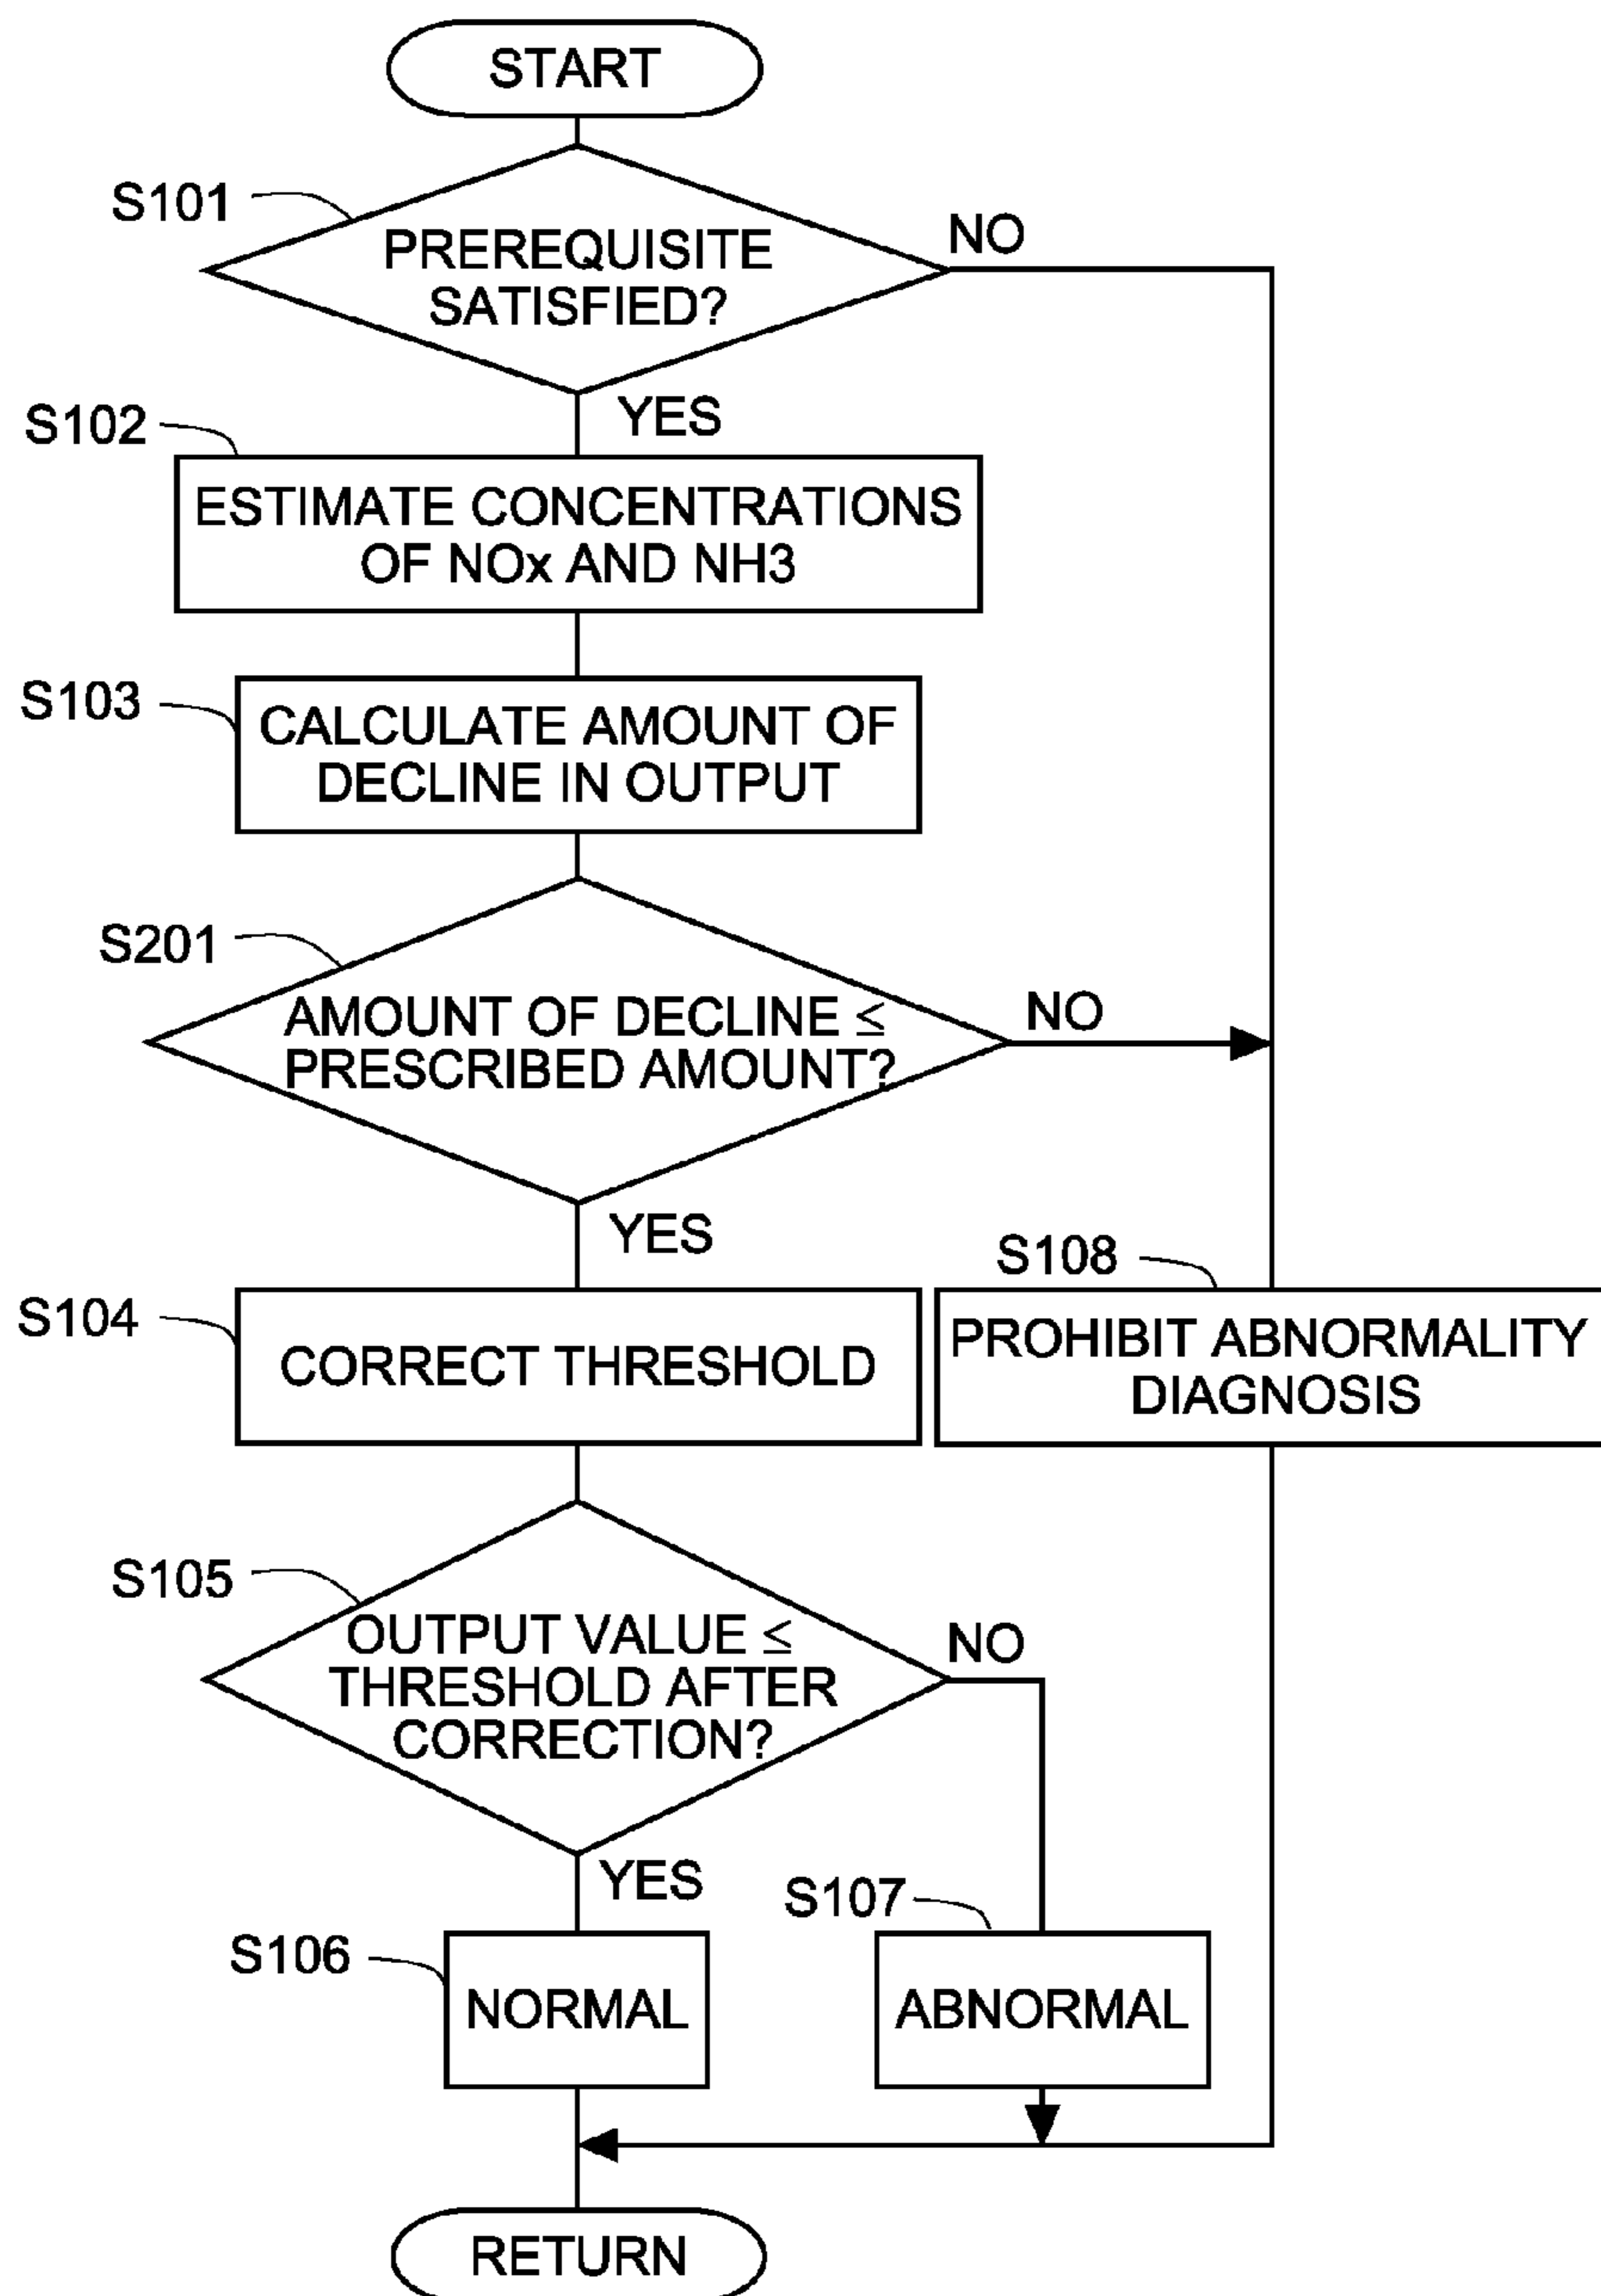 START
S101
PREREQUISITE
SATISFIED?
NO
YES
S102
ESTIMATE CONCENTRATIONS
OF NOx AND NH3
S103
CALCULATE AMOUNT OF
DECLINE IN OUTPUT
S201
AMOUNT OF DECLINE ≤
PRESCRIBED AMOUNT?
NO
YES
S104
CORRECT THRESHOLD
S108
PROHIBIT ABNORMALITY
DIAGNOSIS
S105
OUTPUT VALUE ≤
THRESHOLD AFTER
CORRECTION?
NO
YES
S106
NORMAL
S107
ABNORMAL
RETURN